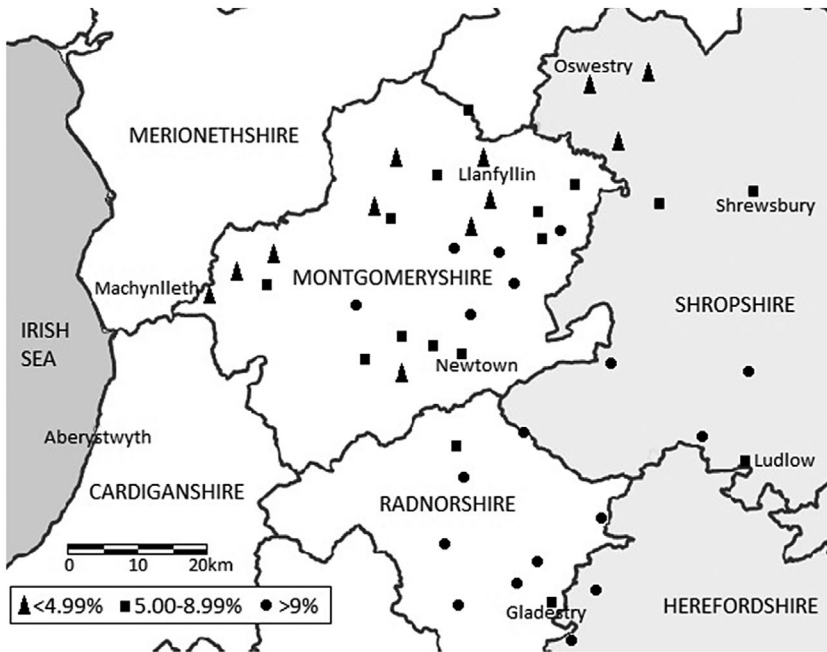 Oswestry
MERIONETHSHIRE
Llanfyllin
Shrewsbury
MONTGOMERYSHIRE
Machynlleth
SHROPSHIRE
IRISH
SEA
Newtown
Aberystwyth
Ludlow
CARDIGANSHIRE
RADNORSHIRE
0 10 20km
<4.99% 5.00-8.99% >9%
Gladestry
HEREFORDSHIRE